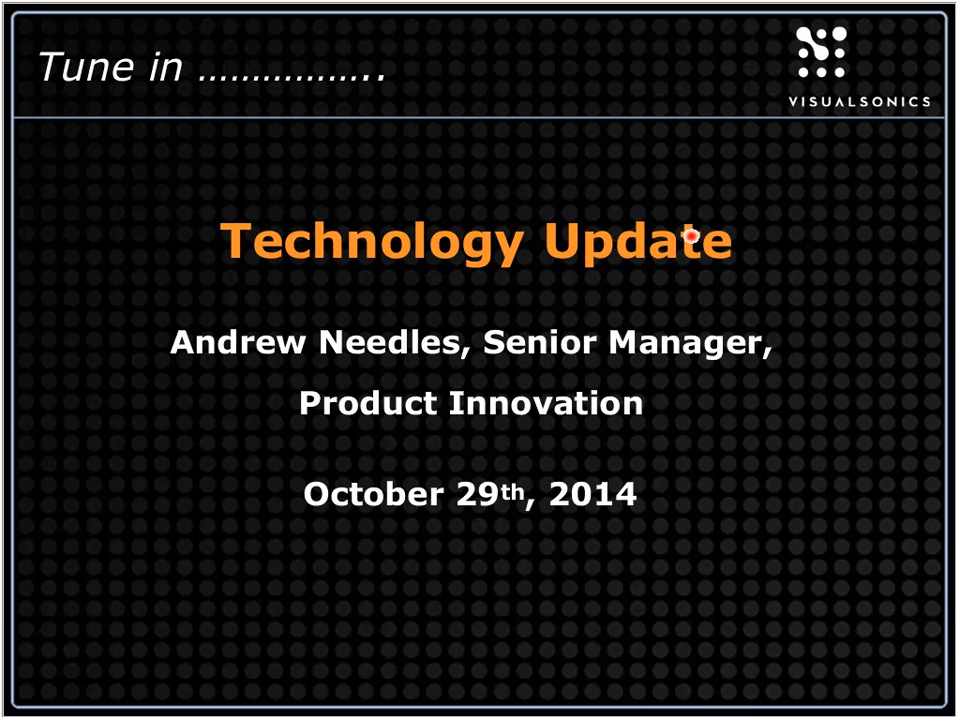 Tune in ……………..
VISUALSONICS
Technology Update
Andrew Needles, Senior Manager,
Product Innovation
October 29th, 2014